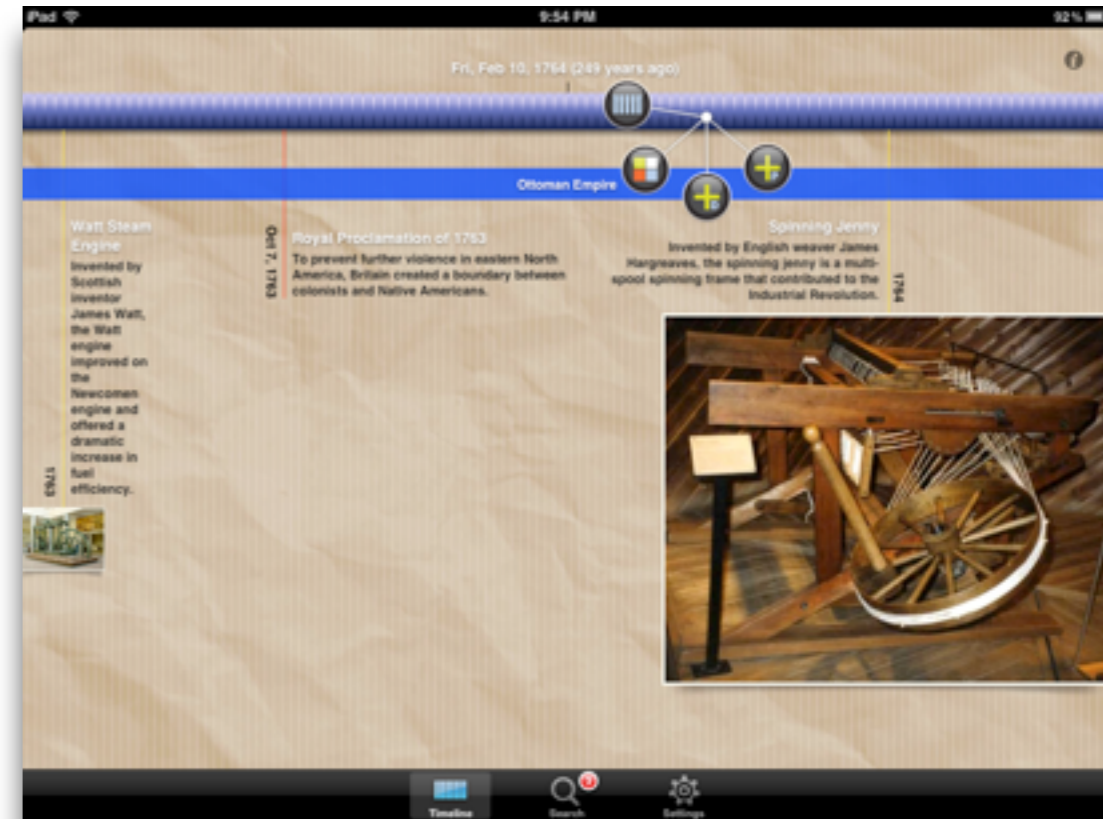 iPad
9:54 PM
92%
Fri, Feb 10, 1764 (249 years ago)
Ottoman Empire
Watt Steam
Engine
Invented by
Scottish
inventor
James Watt,
the Watt
engine
improved on
the
Newcomen
engine and
offered a
dramatic
increase in
fuel
efficiency.
1763
Oct 7, 1763
Royal Proclamation of 1763
To prevent further violence in eastern North
America, Britain created a boundary between
colonists and Native Americans.
Spinning Jenny
Invented by English weaver James
Hargreaves, the spinning jenny is a multi-
spool spinning frame that contributed to the
Industrial Revolution.
1764
Timeline
Search
Settings